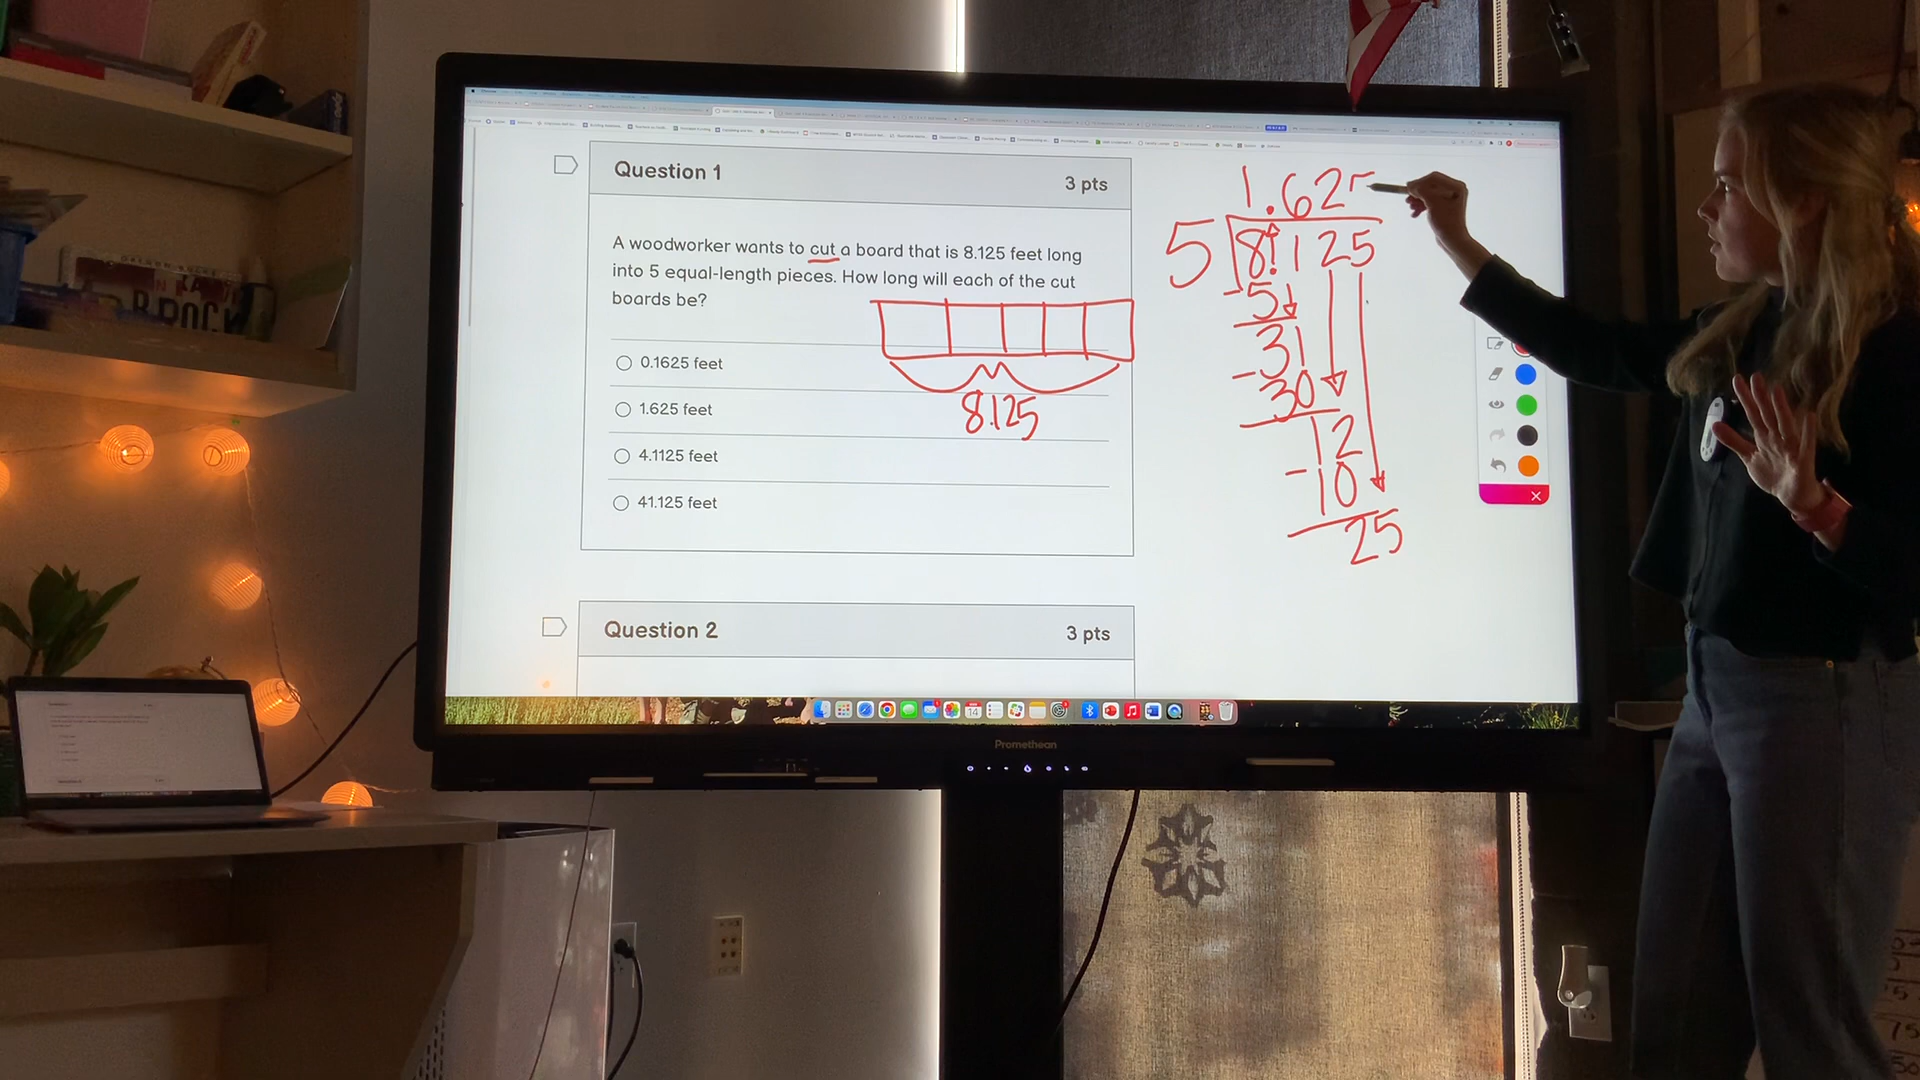 Question 1
3 pts
A woodworker wants to cut a board that is 8.125 feet long
into 5 equal-length pieces. How long will each of the cut
boards be?
0.1625 feet
1.625 feet
4.1125 feet
41.125 feet
8.125
1.625
5 8.125
-5
31
-30
12
-10
25
Question 2
3 pts
Promethean